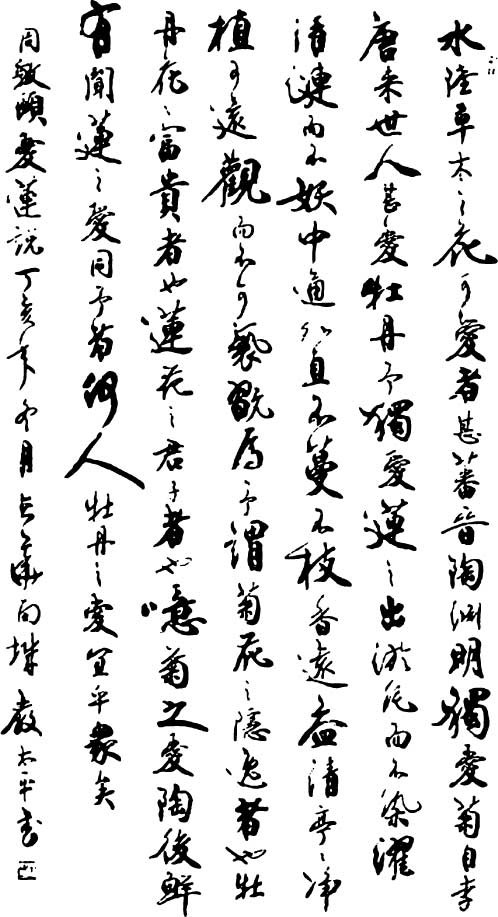 水陸草木之花可愛者甚蕃晉陶淵明獨愛菊自李
唐来世人甚愛牡丹予獨愛蓮之出淤泥而不染濯
清漣而不妖中通外直不蔓不枝香遠益清亭〻净
植可遠觀而不可褻翫焉予謂菊花之隱逸者也牡
丹花之富貴者也蓮花之君子者也噫菊之愛陶後鮮
有聞蓮之愛同予者何人牡丹之愛宜乎衆矣
周敦頤愛蓮說丁亥年冬月太平書